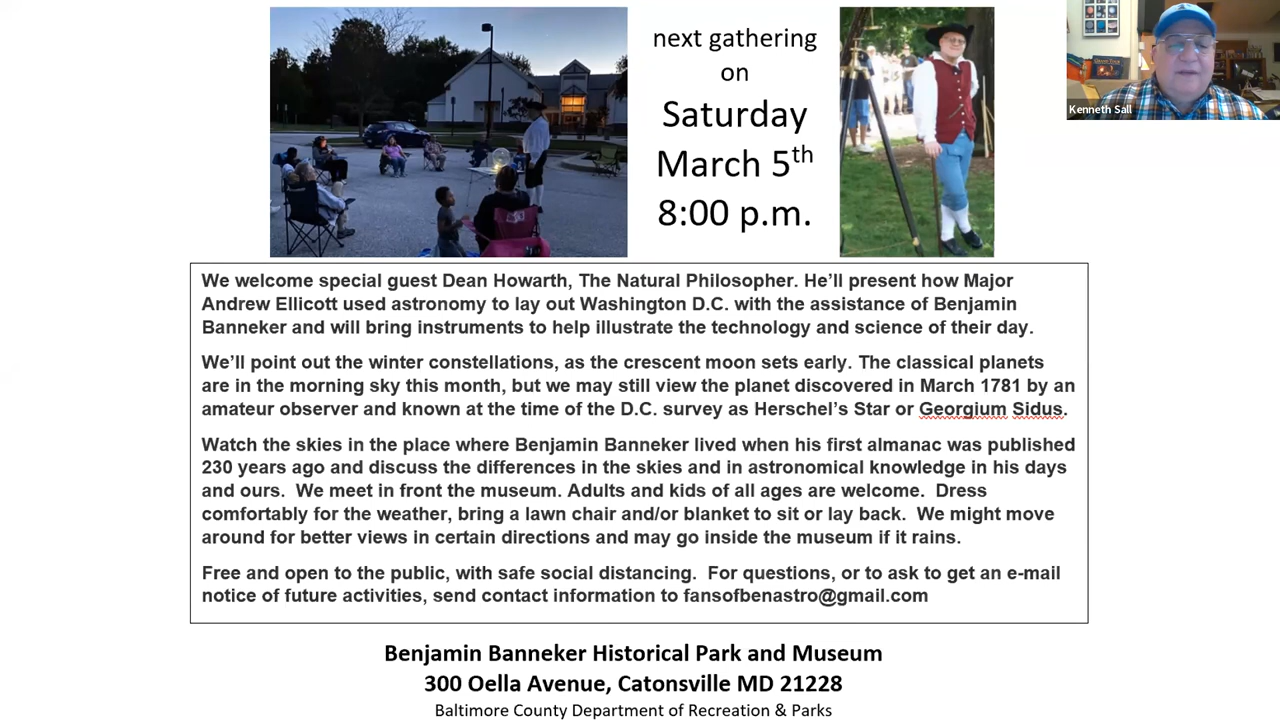 next gathering
on
Saturday
March 5th
8:00 p.m.
Kenneth Sall
We welcome special guest Dean Howarth, The Natural Philosopher. He'll present how Major
Andrew Ellicott used astronomy to lay out Washington D.C. with the assistance of Benjamin
Banneker and will bring instruments to help illustrate the technology and science of their day.
We'll point out the winter constellations, as the crescent moon sets early. The classical planets
are in the morning sky this month, but we may still view the planet discovered in March 1781 by an
amateur observer and known at the time of the D.C. survey as Herschel's Star or Georgium Sidus.
Watch the skies in the place where Benjamin Banneker lived when his first almanac was published
230 years ago and discuss the differences in the skies and in astronomical knowledge in his days
and ours. We meet in front the museum. Adults and kids of all ages are welcome. Dress
comfortably for the weather, bring a lawn chair and/or blanket to sit or lay back. We might move
around for better views in certain directions and may go inside the museum if it rains.
Free and open to the public, with safe social distancing. For questions, or to ask to get an e-mail
notice of future activities, send contact information to fansofbenastro@gmail.com
Benjamin Banneker Historical Park and Museum
300 Oella Avenue, Catonsville MD 21228
Baltimore County Department of Recreation & Parks